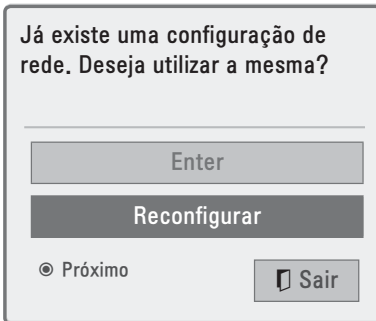 Já existe uma configuração de
rede. Deseja utilizar a mesma?
Enter
Reconfigurar
Próximo
Sair